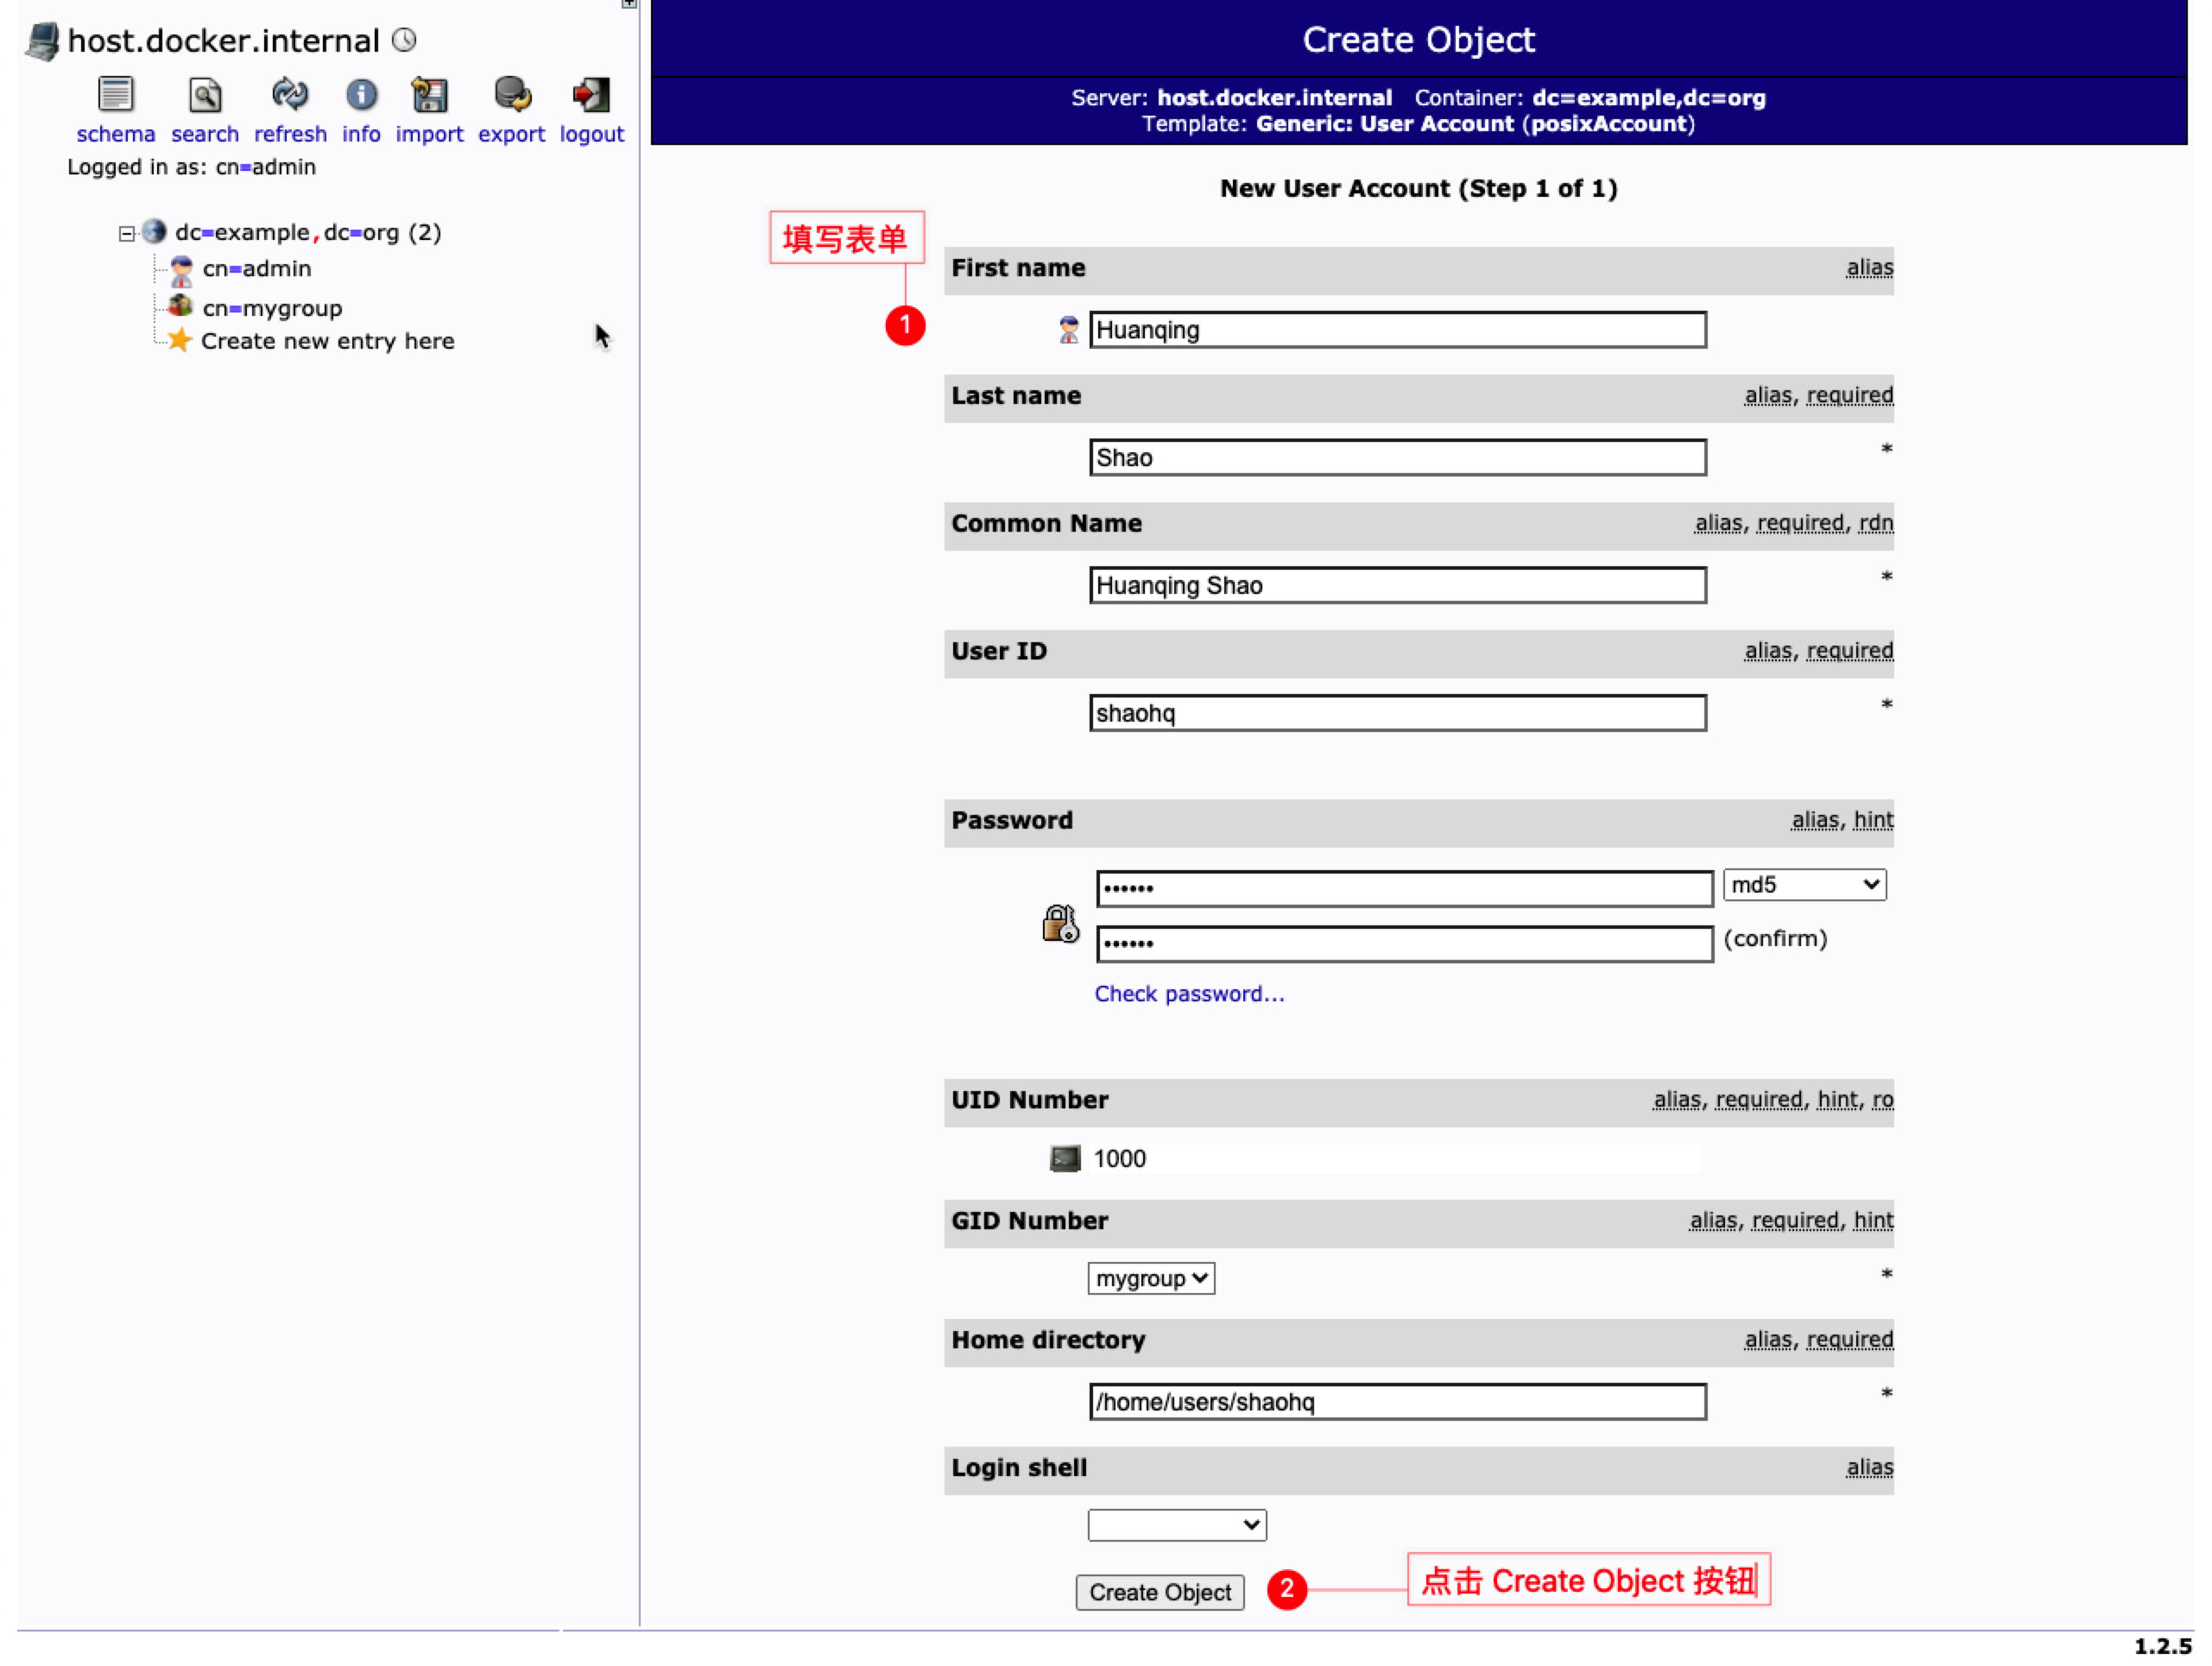 host.docker.internal
schema search refresh info import export logout
Logged in as: cn=admin
dc=example,dc=org (2)
cn=admin
cn=mygroup
Create new entry here
Create Object
Server: host.docker.internal Container: dc=example,dc=org
Template: Generic: User Account (posixAccount)
New User Account (Step 1 of 1)
填写表单
1
First name alias
Huanqing
Last name alias, required
Shao *
Common Name alias, required, rdn
Huanqing Shao *
User ID alias, required
shaohq *
Password alias, hint
•••••• md5
•••••• (confirm)
Check password...
UID Number alias, required, hint, ro
1000
GID Number alias, required, hint
mygroup *
Home directory alias, required
/home/users/shaohq *
Login shell alias
Create Object 2 点击 Create Object 按钮
1.2.5